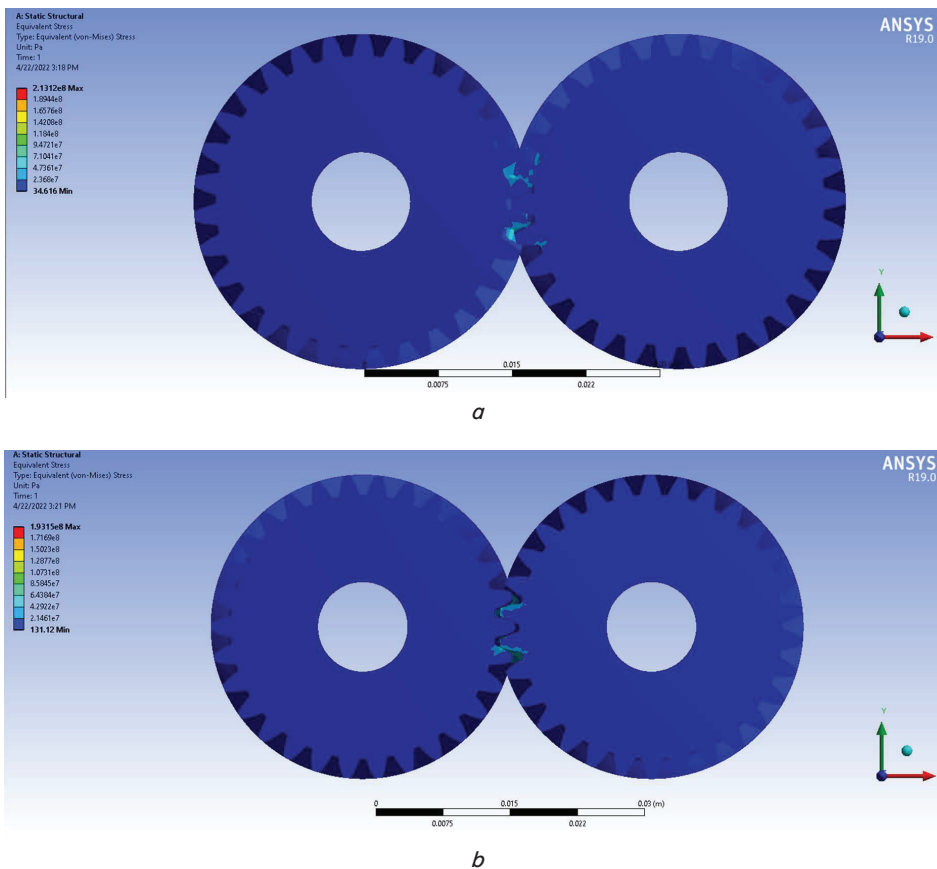 A: Static Structural
Equivalent Stress
Type: Equivalent (von-Mises) Stress
Unit: Pa
Time: 1
4/22/2022 3:18 PM
ANSYS
R19.0
2.1312e8 Max
1.8944e8
1.6576e8
1.4208e8
1.184e8
9.4721e7
7.1041e7
4.7361e7
2.368e7
34.616 Min
Y
0.015
0.0075
0.022
a
A: Static Structural
Equivalent Stress
Type: Equivalent (von-Mises) Stress
Unit: Pa
Time: 1
4/22/2022 3:21 PM
ANSYS
R19.0
1.9315e8 Max
1.7169e8
1.5023e8
1.2877e8
1.0731e8
8.5845e7
6.4384e7
4.2922e7
2.1461e7
131.12 Min
Y
0
0.015
0.03 (m)
0.0075
0.022
b